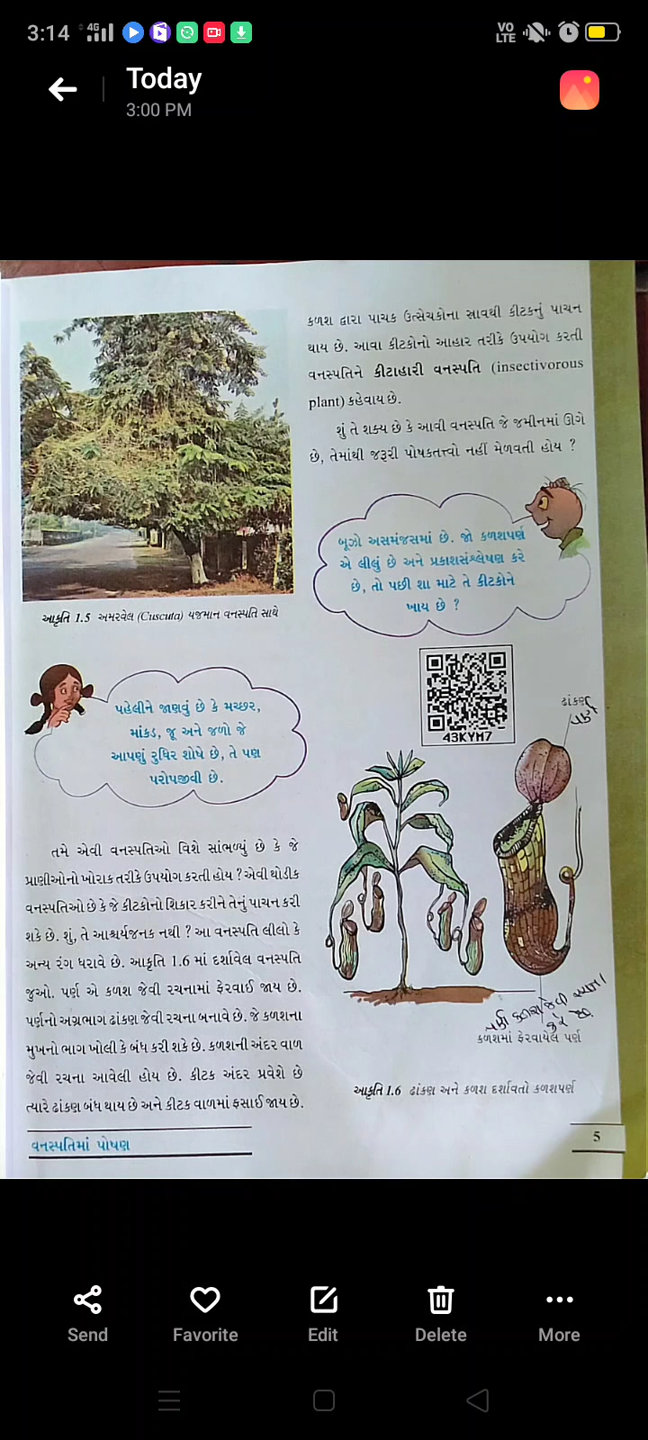 3:14
4G
VO LTE
Today
3:00 PM
આકૃતિ 1.5 અમરવેલ (Cuscuta) યજમાન વનસ્પતિ સાથે
પહેલીને જાણવું છે કે મચ્છર,
માંકડ, જૂ અને જળો જે
આપણું રુધિર શોષે છે, તે પણ
પરોપજીવી છે.
તમે એવી વનસ્પતિઓ વિશે સાંભળ્યું છે કે જે
પ્રાણીઓનો ખોરાક તરીકે ઉપયોગ કરતી હોય ? એવી થોડીક
વનસ્પતિઓ છે કે જે કીટકોનો શિકાર કરીને તેનું પાચન કરી
શકે છે. શું, તે આશ્ચર્યજનક નથી ? આ વનસ્પતિ લીલો કે
અન્ય રંગ ધરાવે છે. આકૃતિ 1.6 માં દર્શાવેલ વનસ્પતિ
જુઓ. પર્ણ એ કળશ જેવી રચનામાં ફેરવાઈ જાય છે.
પર્ણનો અગ્રભાગ ઢાંકણ જેવી રચના બનાવે છે. જે કળશના
મુખનો ભાગ ખોલી કે બંધ કરી શકે છે. કળશની અંદર વાળ
જેવી રચના આવેલી હોય છે. કીટક અંદર પ્રવેશે છે
ત્યારે ઢાંકણ બંધ થાય છે અને કીટક વાળમાં ફસાઈ જાય છે.
કળશ દ્વારા પાચક ઉત્સેચકોના સ્રાવથી કીટકનું પાચન
થાય છે. આવા કીટકોનો આહાર તરીકે ઉપયોગ કરતી
વનસ્પતિને કીટાહારી વનસ્પતિ (insectivorous
plant) કહેવાય છે.
શું તે શક્ય છે કે આવી વનસ્પતિ જે જમીનમાં ઊગે
છે, તેમાંથી જરૂરી પોષકતત્ત્વો નહીં મેળવતી હોય ?
બૂઝો અસમંજસમાં છે. જો કળશપર્ણ
એ લીલું છે અને પ્રકાશસંશ્લેષણ કરે
છે, તો પછી શા માટે તે કીટકોને
ખાય છે ?
43KYM7
ઢાંકણ
કળશમાં ફેરવાયેલ પર્ણ
આકૃતિ 1.6 ઢાંકણ અને કળશ દર્શાવતો કળશપર્ણ
વનસ્પતિમાં પોષણ
5
Send
Favorite
Edit
Delete
More